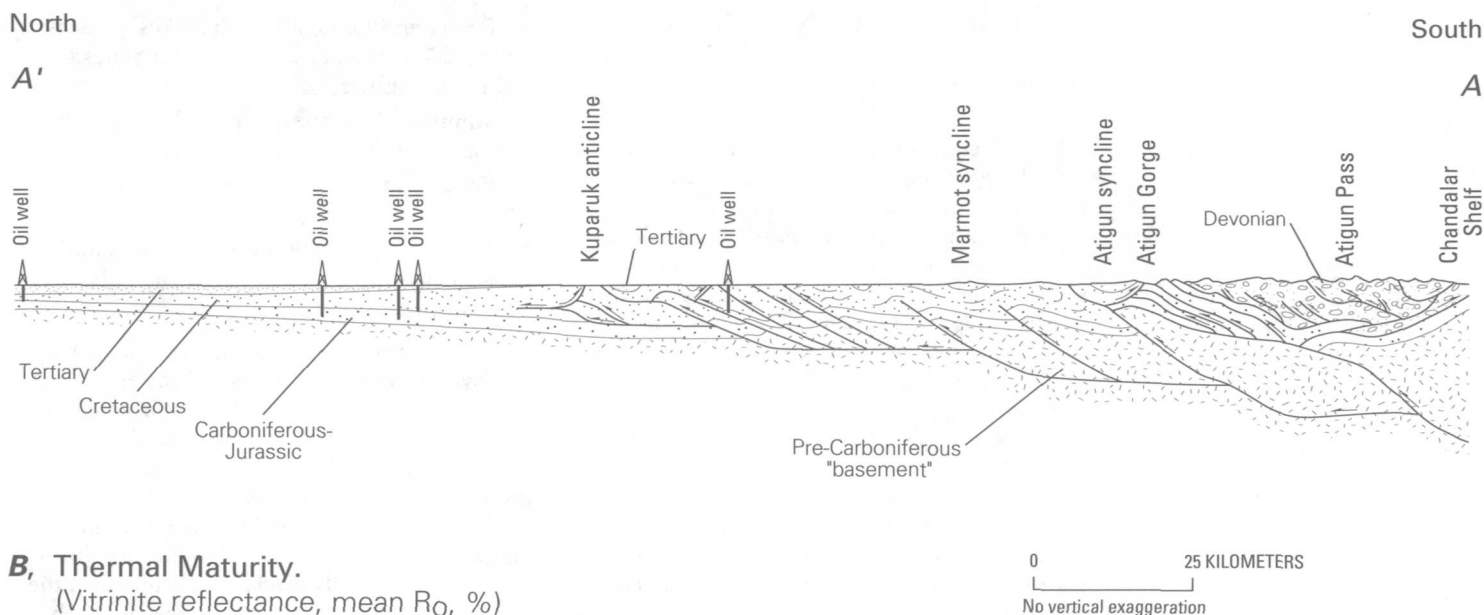 North
South
A'
A
Oil well
Oil well
Oil well
Oil well
Kuparuk anticline
Tertiary
Oil well
Marmot syncline
Atigun syncline
Atigun Gorge
Devonian
Atigun Pass
Chandalar
Shelf
Tertiary
Cretaceous
Carboniferous-
Jurassic
Pre-Carboniferous
"basement"
B, Thermal Maturity.
(Vitrinite reflectance, mean RO, %)
0 25 KILOMETERS
No vertical exaggeration